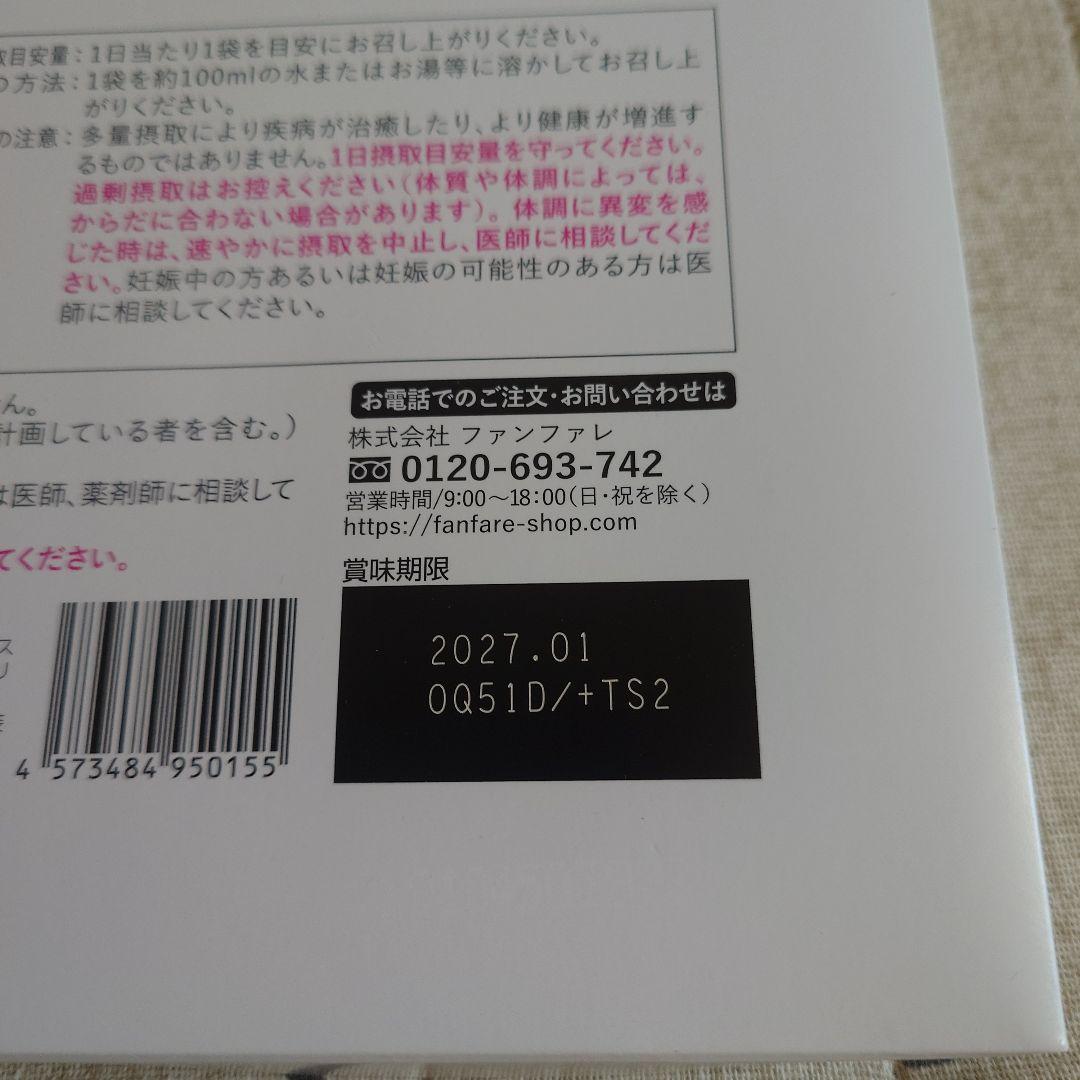 取目安量：1日当たり1袋を目安にお召し上がりください。
の方法：1袋を約100mlの水またはお湯等に溶かしてお召し上
がりください。
の注意：多量摂取により疾病が治癒したり、より健康が増進す
るものではありません。1日摂取目安量を守ってください。
過剰摂取はお控えください（体質や体調によっては、
からだに合わない場合があります）。体調に異変を感
じた時は、速やかに摂取を中止し、医師に相談してくだ
さい。妊娠中の方あるいは妊娠の可能性のある方は医
師に相談してください。
せん。
計画している者を含む。）
は医師、薬剤師に相談して
てください。
お電話でのご注文・お問い合わせは
株式会社 ファンファレ
0120-693-742
営業時間/9:00～18:00（日・祝を除く）
https://fanfare-shop.com
賞味期限
2027.01
0Q51D/+TS2
ス
リ
4 573484 950155